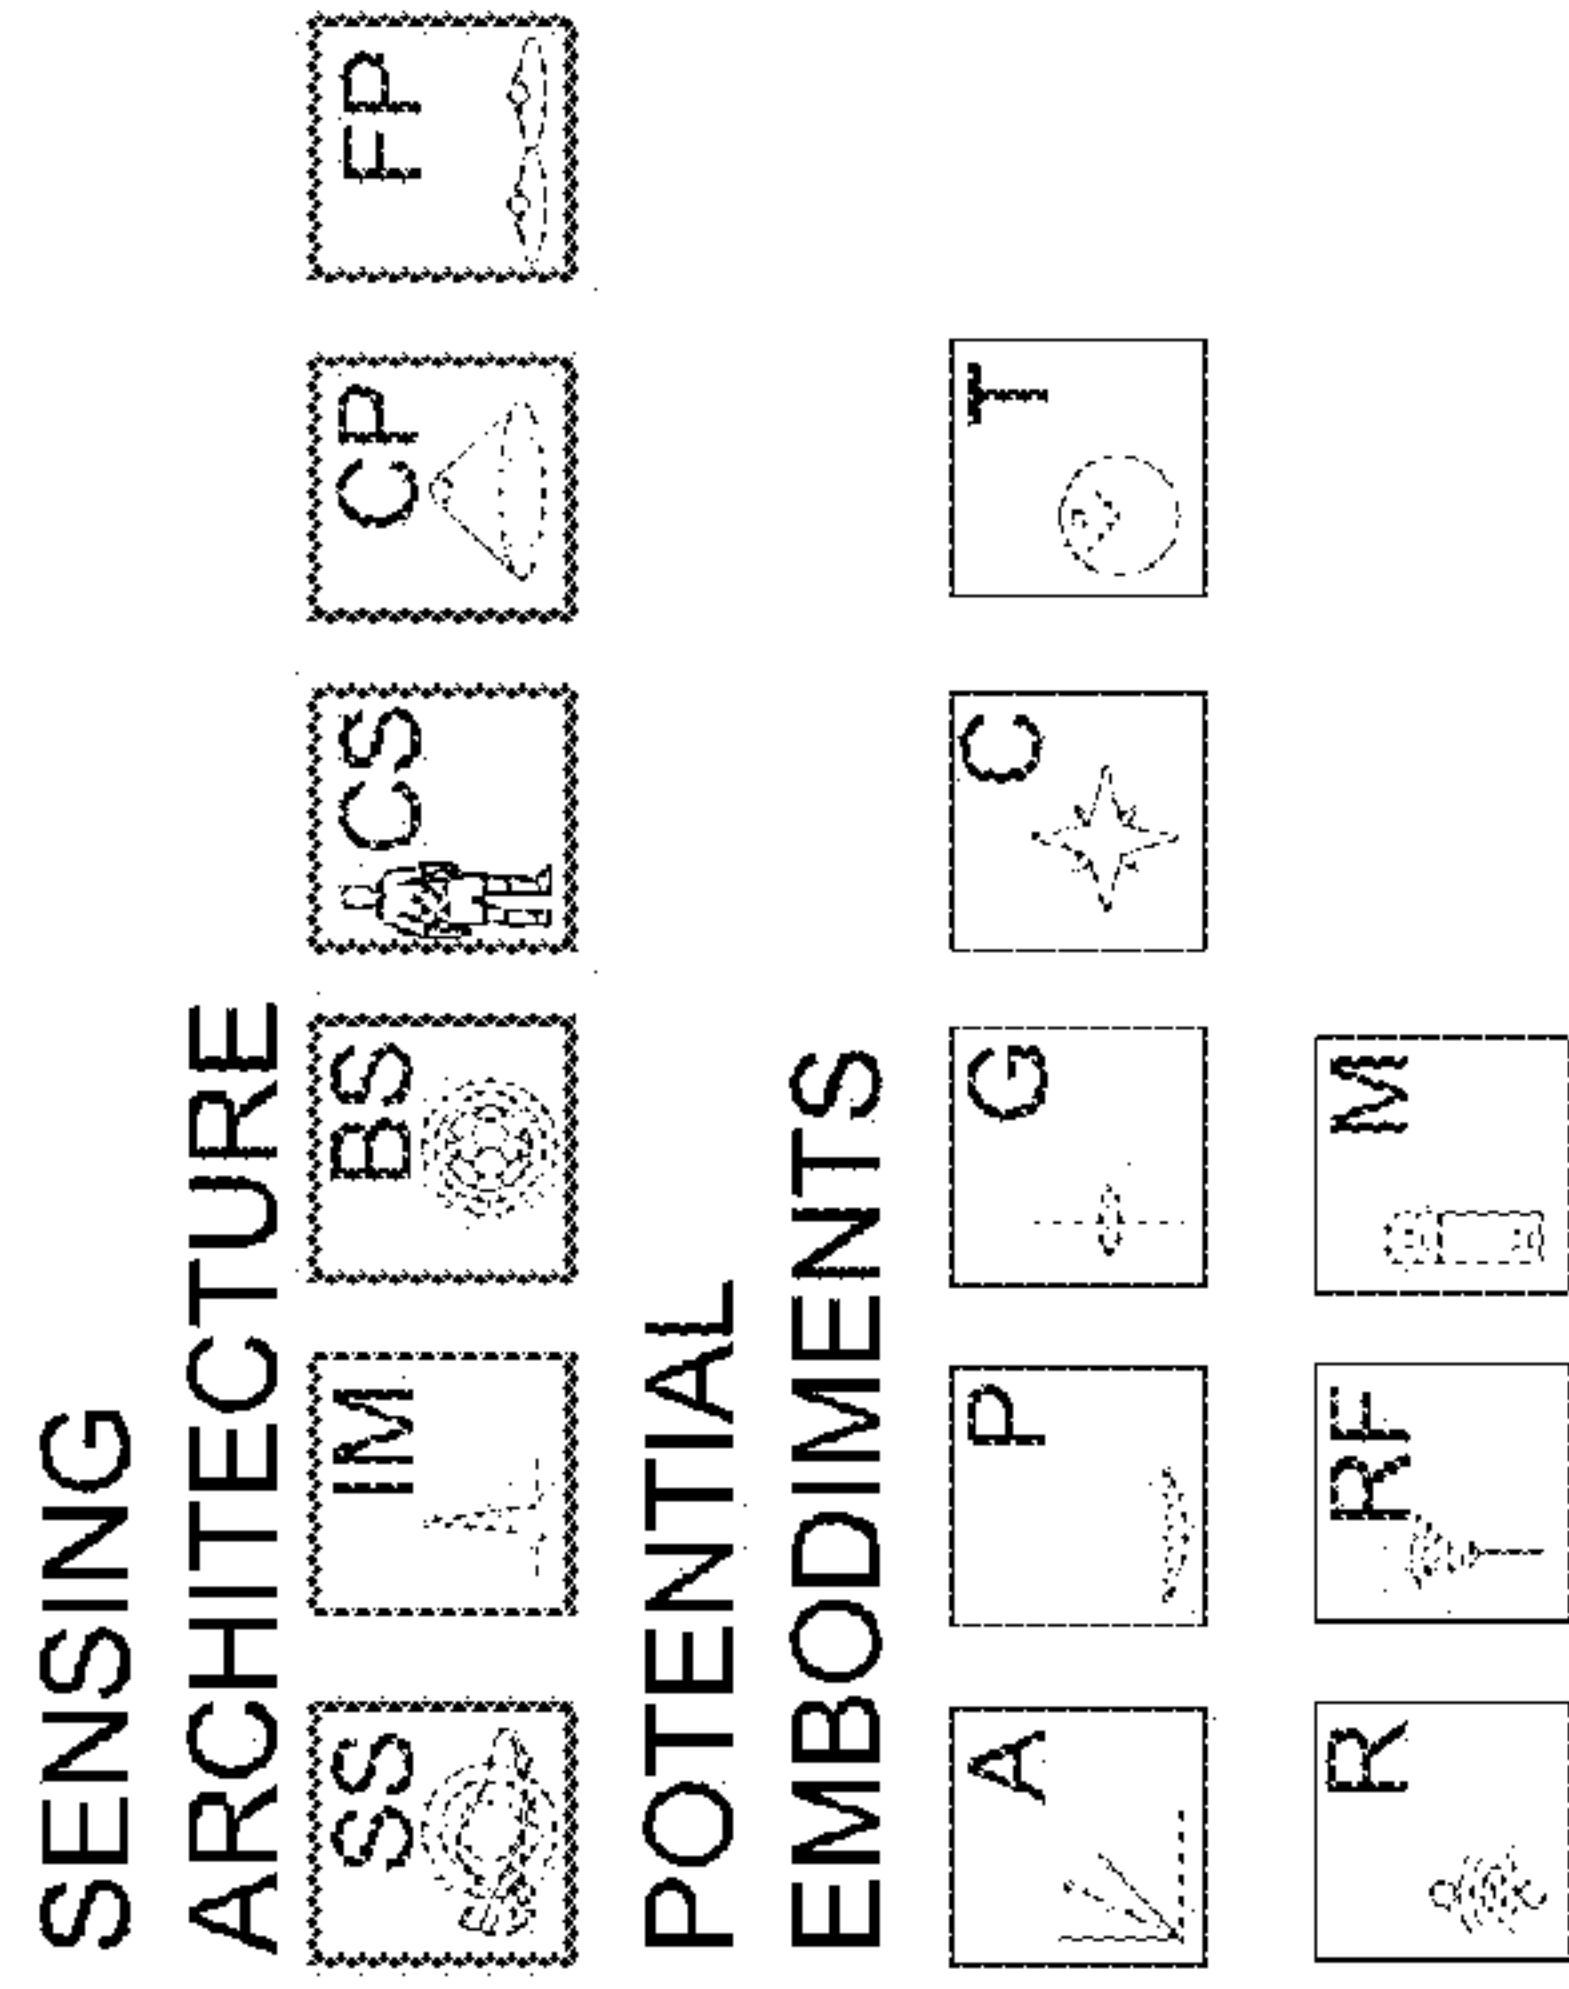 SENSING
ARCHITECTURE
SS IM BS CS CP FP
POTENTIAL
EMBODIMENTS
A P G C T
R RF M